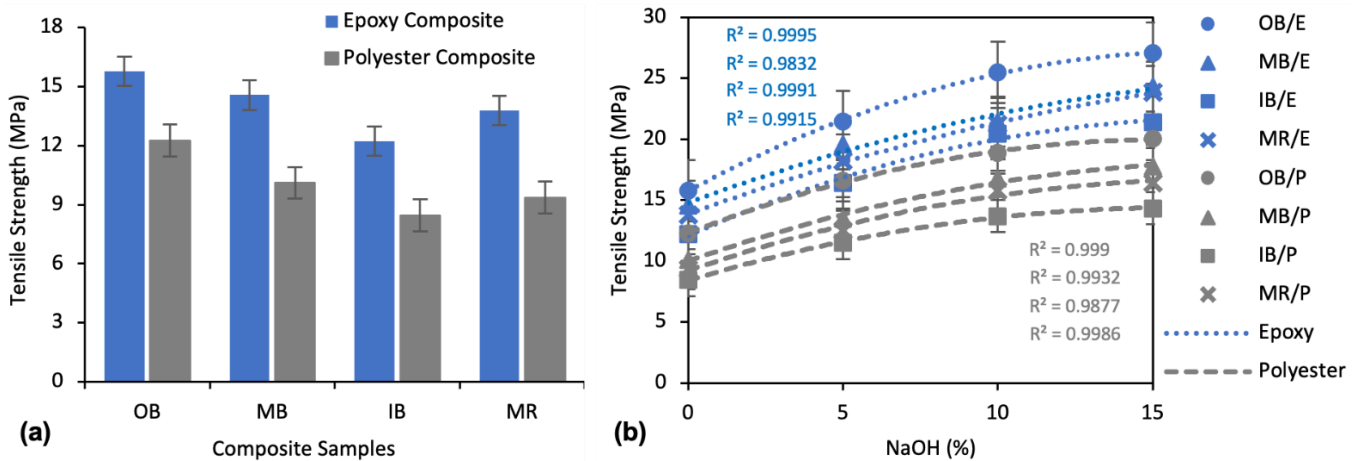 Tensile Strength (MPa)
18
15
12
9
6
3
0
Epoxy Composite
Polyester Composite
OB MB IB MR
Composite Samples
(a)
Tensile Strength (MPa)
30
25
20
15
10
5
0
R² = 0.9995
R² = 0.9832
R² = 0.9991
R² = 0.9915
R² = 0.999
R² = 0.9932
R² = 0.9877
R² = 0.9986
0 5 10 15
NaOH (%)
(b)
OB/E
MB/E
IB/E
MR/E
OB/P
MB/P
IB/P
MR/P
Epoxy
Polyester